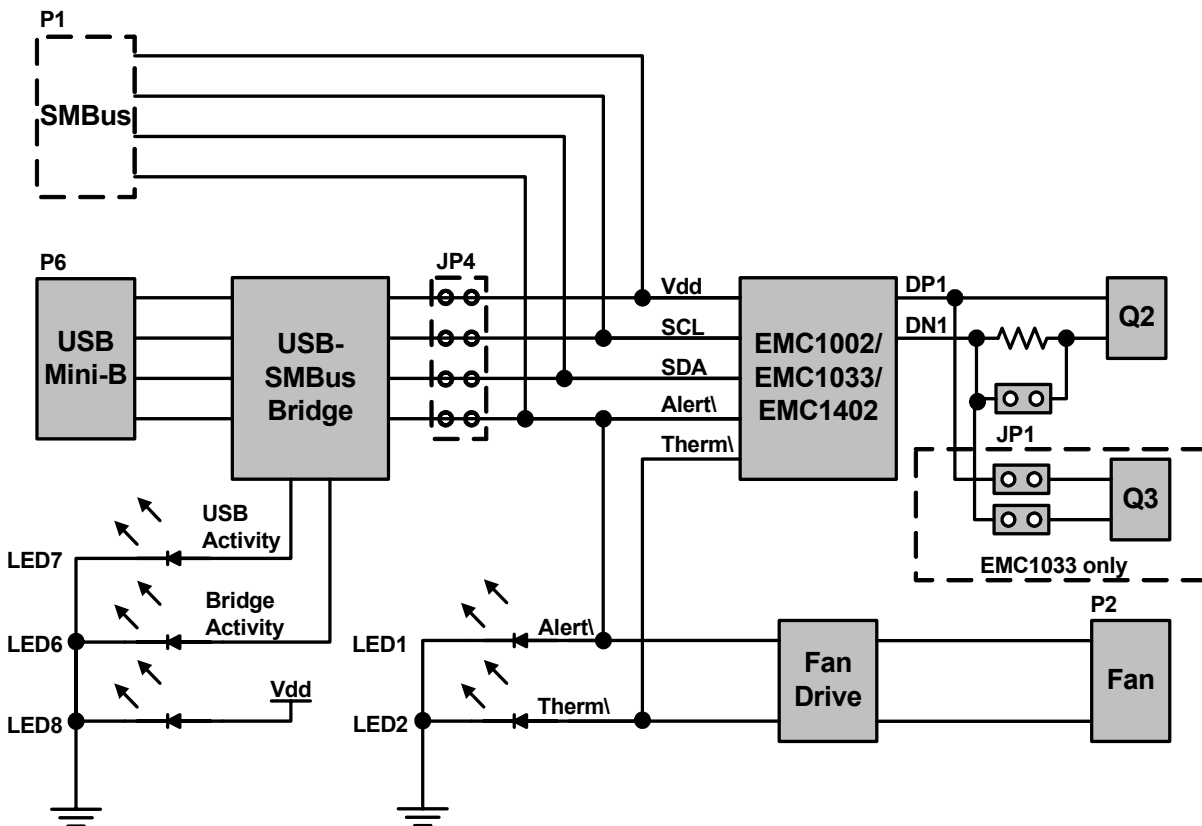 P1
SMBus
P6
USB
Mini-B
USB-
SMBus
Bridge
JP4
Vdd
SCL
SDA
Alert\
Therm\
EMC1002/
EMC1033/
EMC1402
DP1
DN1
Q2
JP1
Q3
EMC1033 only
USB
Activity
LED7
Bridge
Activity
LED6
Vdd
LED8
Alert\
LED1
Therm\
LED2
Fan
Drive
P2
Fan